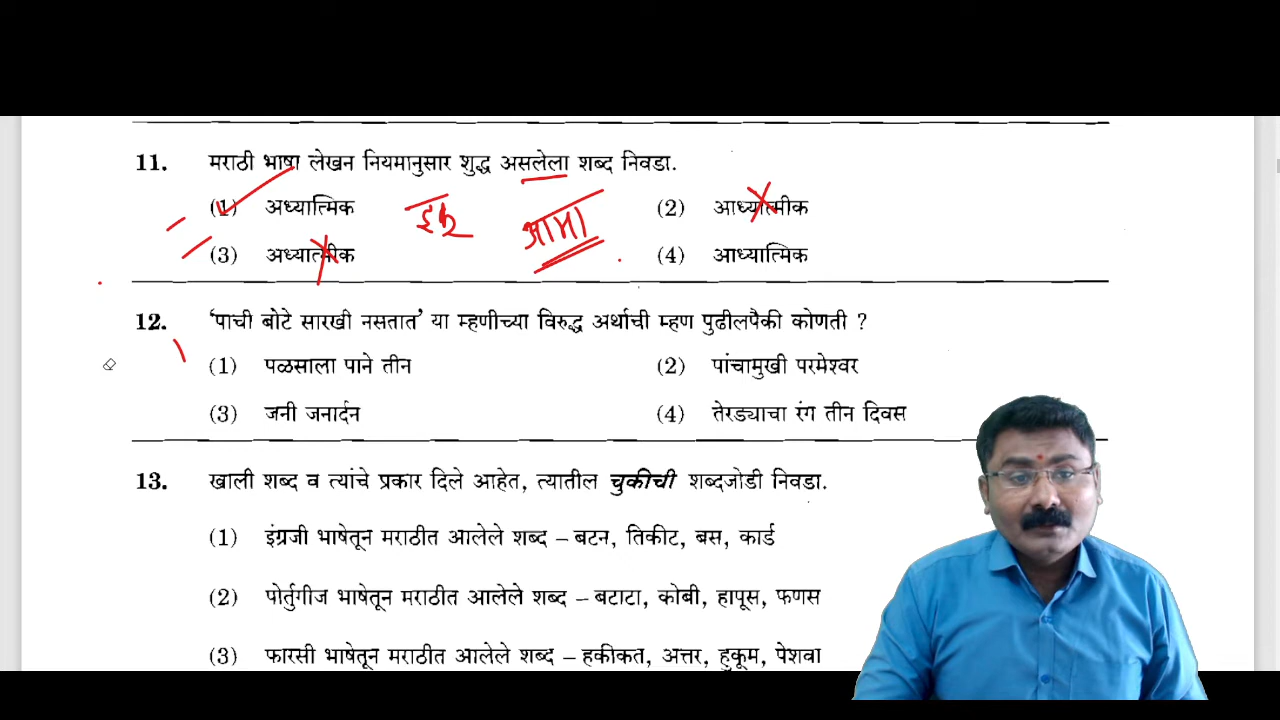 11. मराठी भाषा लेखन नियमानुसार शुद्ध असलेला शब्द निवडा.
(1) अध्यात्मिक (2) आध्यात्मीक
(3) अध्यात्मीक (4) आध्यात्मिक
इक
12. 'पाची बोटे सारखी नसतात' या म्हणीच्या विरुद्ध अर्थाची म्हण पुढीलपैकी कोणती ?
(1) पळसाला पाने तीन (2) पांचामुखी परमेश्वर
(3) जनी जनार्दन (4) तेरड्याचा रंग तीन दिवस
13. खाली शब्द व त्यांचे प्रकार दिले आहेत, त्यातील चुकीची शब्दजोडी निवडा.
(1) इंग्रजी भाषेतून मराठीत आलेले शब्द – बटन, तिकीट, बस, कार्ड
(2) पोर्तुगीज भाषेतून मराठीत आलेले शब्द – बटाटा, कोबी, हापूस, फणस
(3) फारसी भाषेतून मराठीत आलेले शब्द – हकीकत, अत्तर, हुकूम, पेशवा